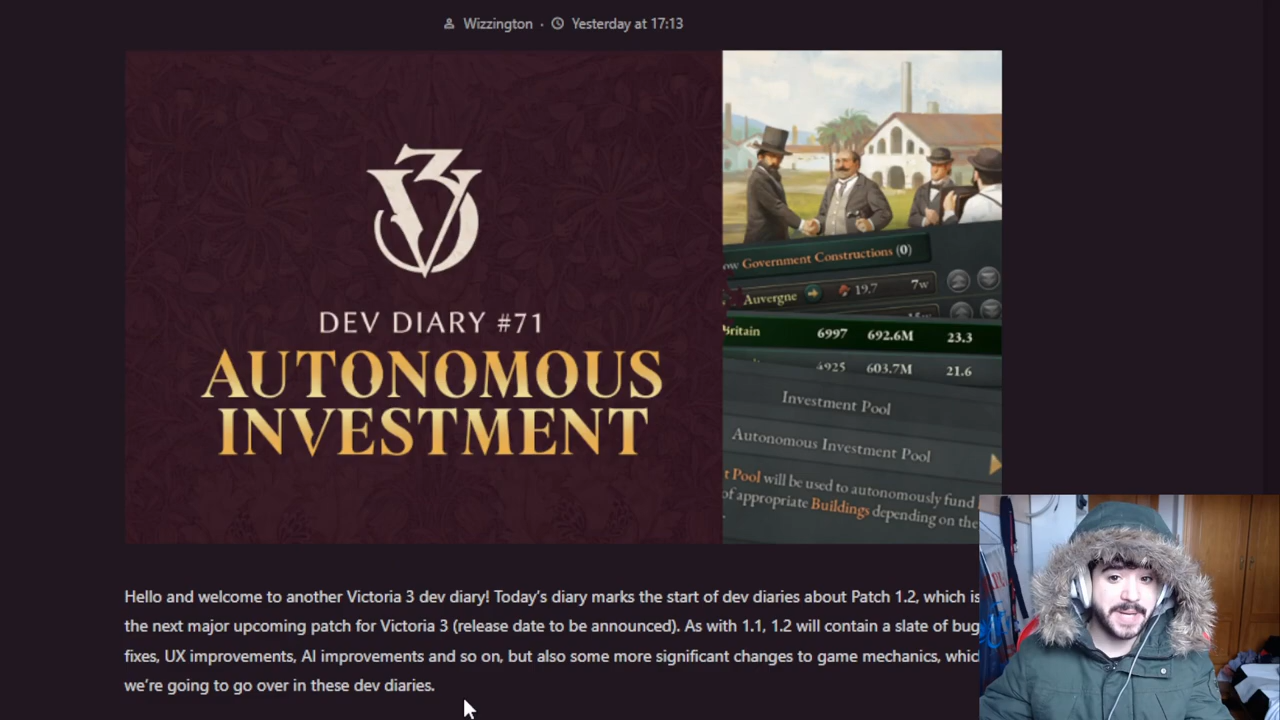 Wizzington · Yesterday at 17:13
V3
DEV DIARY #71
AUTONOMOUS
INVESTMENT
Government Constructions (0)
Auvergne 19.7 7w
Britain 6997 692.6M 23.3
4925 603.7M 21.6
Investment Pool
Autonomous Investment Pool
Pool will be used to autonomously fund
of appropriate Buildings depending on the
Hello and welcome to another Victoria 3 dev diary! Today's diary marks the start of dev diaries about Patch 1.2, which is
the next major upcoming patch for Victoria 3 (release date to be announced). As with 1.1, 1.2 will contain a slate of bug
fixes, UX improvements, AI improvements and so on, but also some more significant changes to game mechanics, whic
we're going to go over in these dev diaries.